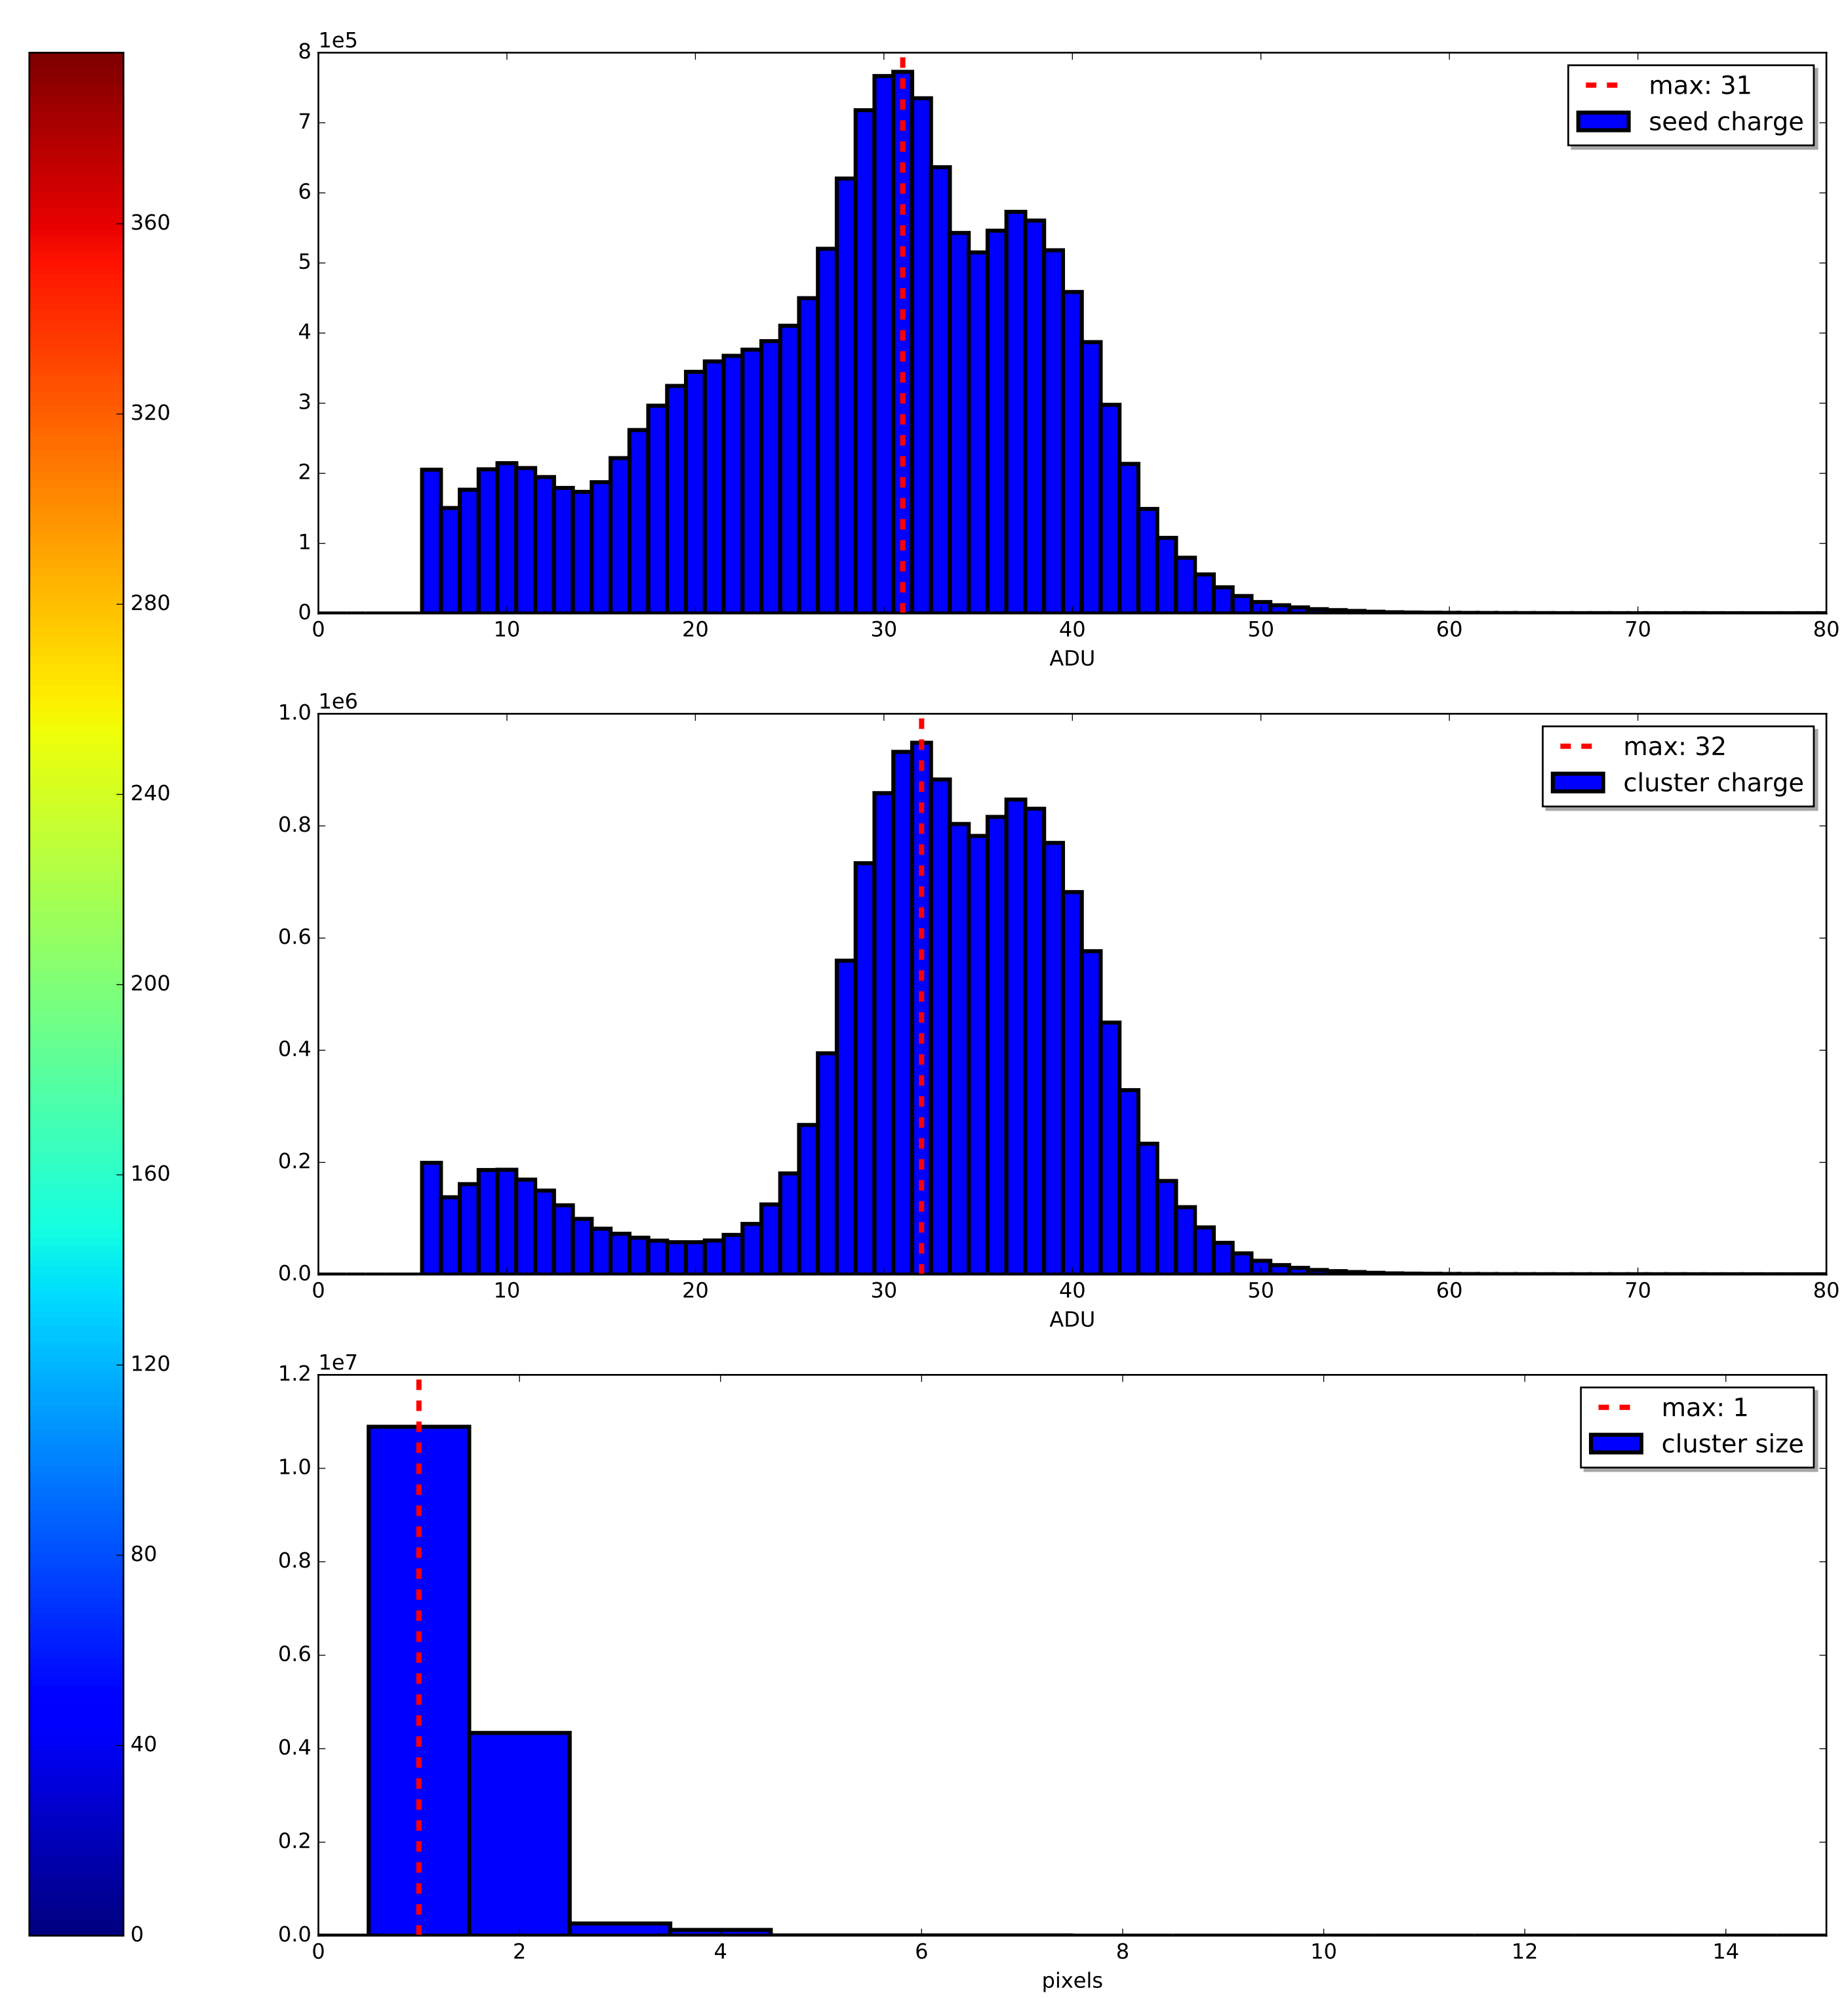 360
320
280
240
200
160
120
80
40
0
1e5
8
7
6
5
4
3
2
1
0
max: 31
seed charge
0 10 20 30 40 50 60 70 80
ADU
1e6
1.0
0.8
0.6
0.4
0.2
0.0
max: 32
cluster charge
0 10 20 30 40 50 60 70 80
ADU
1e7
1.2
1.0
0.8
0.6
0.4
0.2
0.0
max: 1
cluster size
0 2 4 6 8 10 12 14
pixels